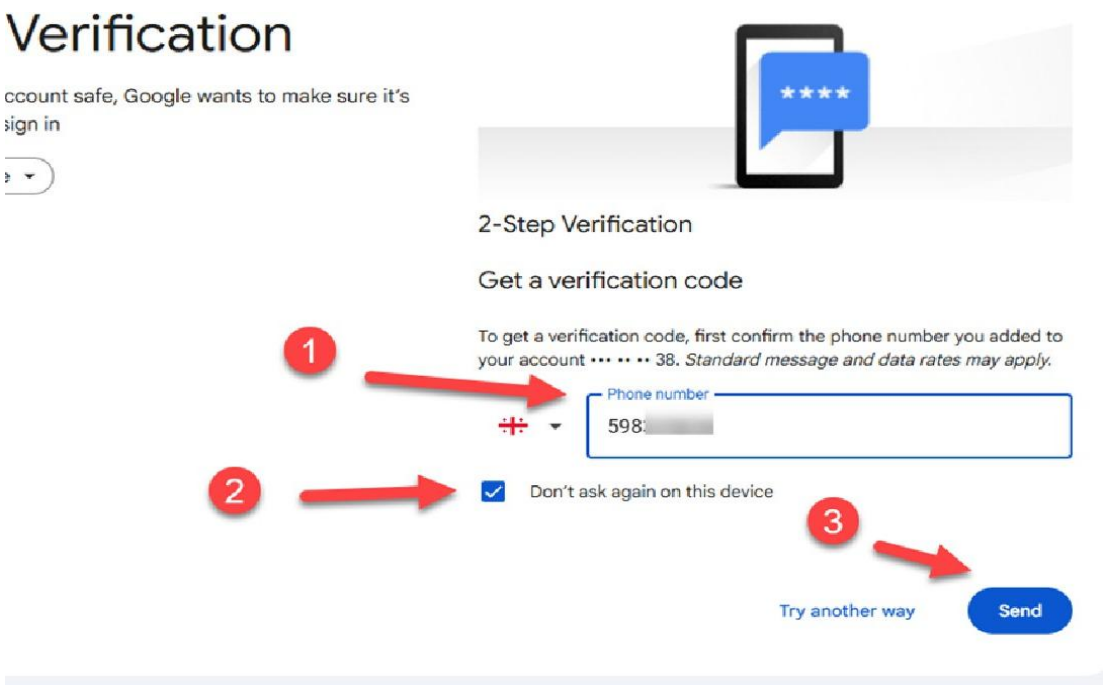 Verification
ccount safe, Google wants to make sure it's
sign in
****
2-Step Verification
Get a verification code
To get a verification code, first confirm the phone number you added to
your account ••• •• •• 38. Standard message and data rates may apply.
1
Phone number
598
2
Don't ask again on this device
3
Try another way
Send